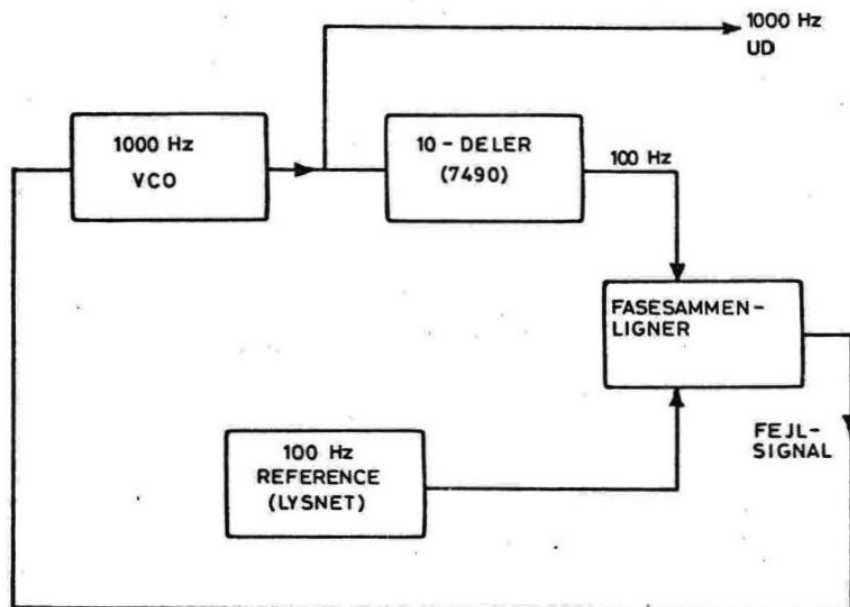 1000 Hz
UD
1000 Hz
VCO
10 - DELER
(7490)
100 Hz
FASESAMMEN-
LIGNER
FEJL-
SIGNAL
100 Hz
REFERENCE
(LYSNET)